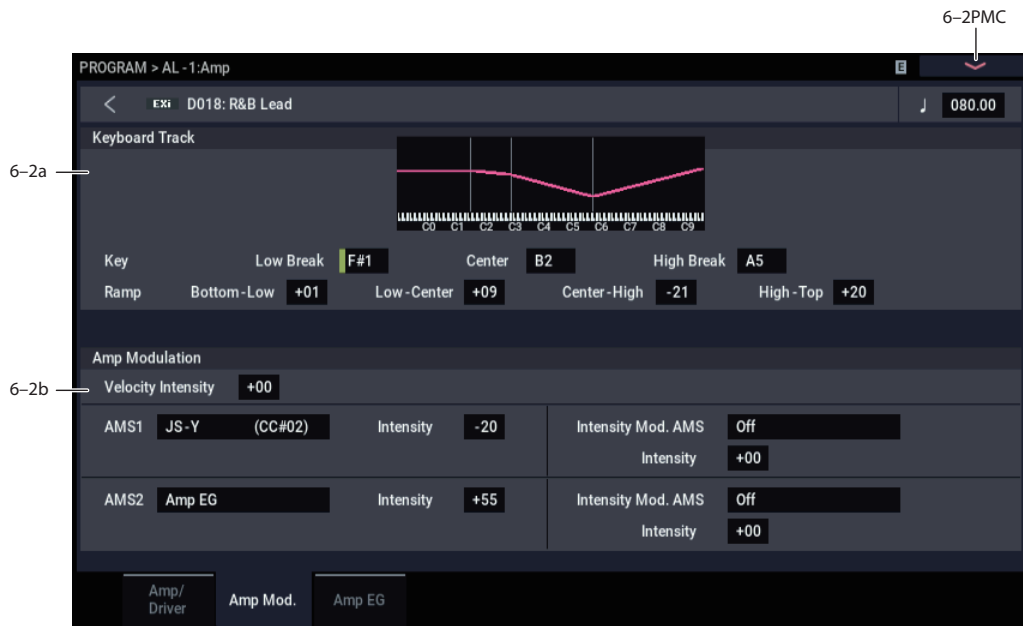 6–2PMC
PROGRAM > AL-1:Amp E
EXi D018: R&B Lead ♩ 080.00
Keyboard Track
6–2a
C0 C1 C2 C3 C4 C5 C6 C7 C8 C9
Key Low Break F#1 Center B2 High Break A5
Ramp Bottom-Low +01 Low-Center +09 Center-High -21 High-Top +20
Amp Modulation
6–2b
Velocity Intensity +00
AMS1 JS-Y (CC#02) Intensity -20 Intensity Mod. AMS Off
Intensity +00
AMS2 Amp EG Intensity +55 Intensity Mod. AMS Off
Intensity +00
Amp/
Driver
Amp Mod.
Amp EG